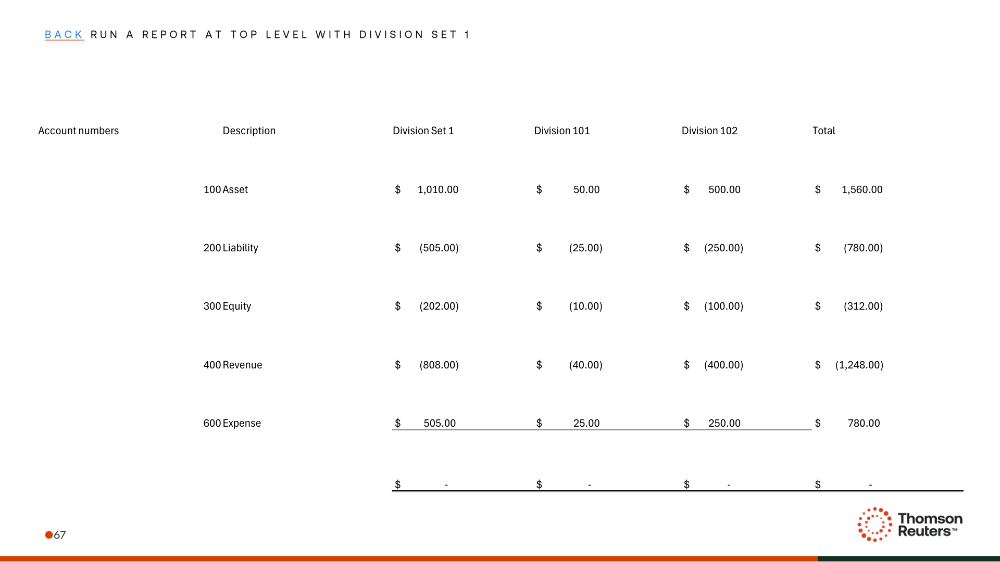 BACK RUN A REPORT AT TOP LEVEL WITH DIVISION SET 1
Account numbers Description Division Set 1 Division 101 Division 102 Total
100 Asset $ 1,010.00 $ 50.00 $ 500.00 $ 1,560.00
200 Liability $ (505.00) $ (25.00) $ (250.00) $ (780.00)
300 Equity $ (202.00) $ (10.00) $ (100.00) $ (312.00)
400 Revenue $ (808.00) $ (40.00) $ (400.00) $ (1,248.00)
600 Expense $ 505.00 $ 25.00 $ 250.00 $ 780.00
$ - $ - $ - $ -
67
Thomson
Reuters™